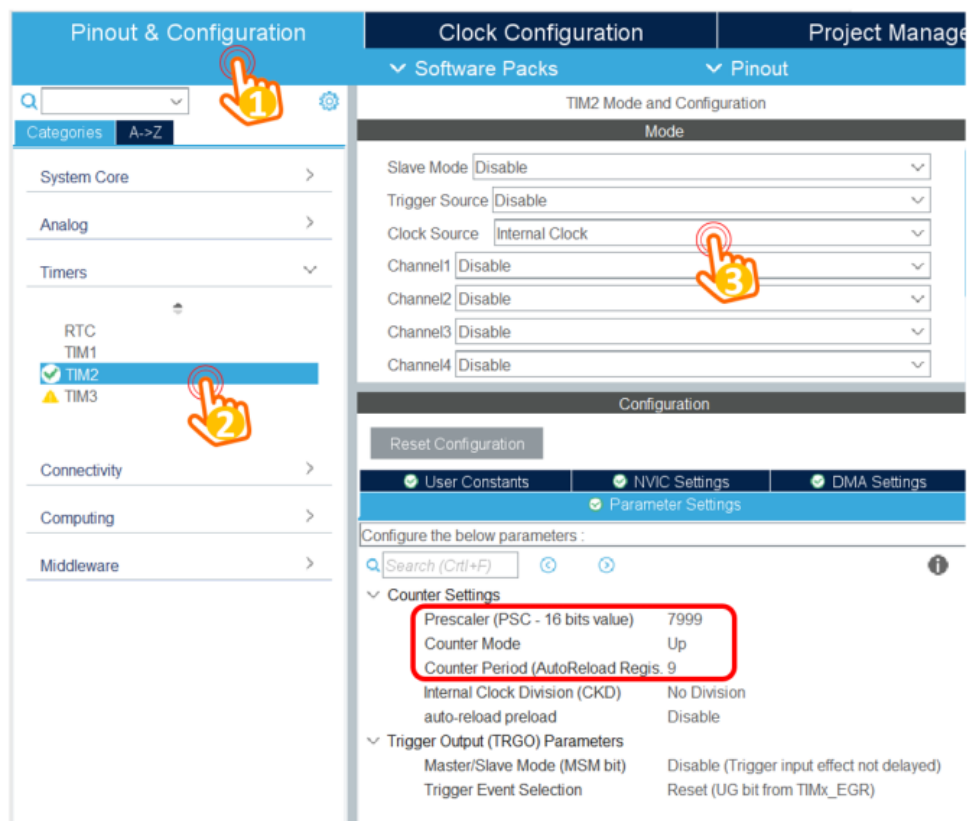 Pinout & Configuration
Clock Configuration
Project Manage
Software Packs
Pinout
1
Categories
A->Z
System Core
Analog
Timers
RTC
TIM1
TIM2
TIM3
2
Connectivity
Computing
Middleware
TIM2 Mode and Configuration
Mode
Slave Mode Disable
Trigger Source Disable
Clock Source Internal Clock
3
Channel1 Disable
Channel2 Disable
Channel3 Disable
Channel4 Disable
Configuration
Reset Configuration
User Constants
NVIC Settings
DMA Settings
Parameter Settings
Configure the below parameters :
Search (Crtl+F)
Counter Settings
Prescaler (PSC - 16 bits value) 7999
Counter Mode Up
Counter Period (AutoReload Regis. 9
Internal Clock Division (CKD) No Division
auto-reload preload Disable
Trigger Output (TRGO) Parameters
Master/Slave Mode (MSM bit) Disable (Trigger input effect not delayed)
Trigger Event Selection Reset (UG bit from TIMx_EGR)